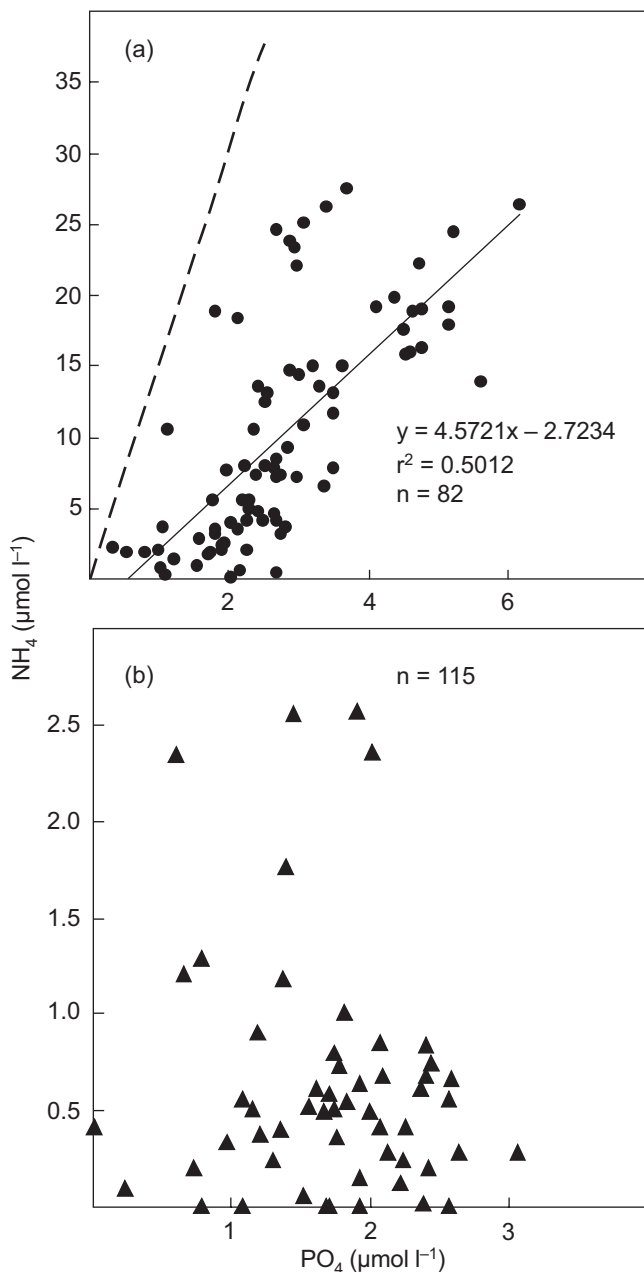 (a)
35
30
25
20
15
10
5
y = 4.5721x – 2.7234
r² = 0.5012
n = 82
2 4 6
NH₄ (µmol l⁻¹)
(b) n = 115
2.5
2.0
1.5
1.0
0.5
1 2 3
PO₄ (µmol l⁻¹)